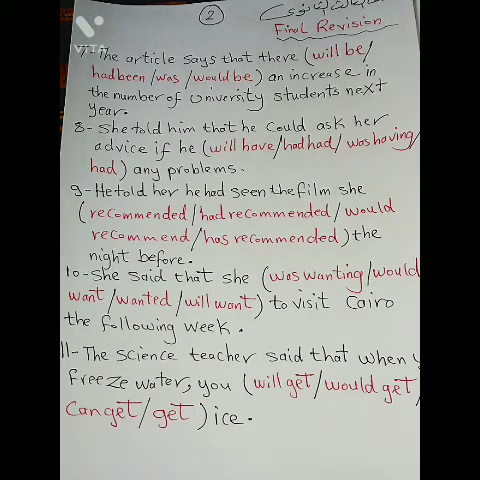 2
Final Revision
VITA
7- The article says that there (will be/
had been/was/would be) an increase in
the number of University students next
year.
8- She told him that he could ask her
advice if he (will have/had had/was having/
had) any problems.
9- He told her he had seen the film she
(recommended/had recommended/would
recommend/has recommended) the
night before.
10- She said that she (was wanting/would
want/wanted/will want) to visit Cairo
the following week.
11- The science teacher said that when y
freeze water, you (will get/would get/
can get/get) ice.